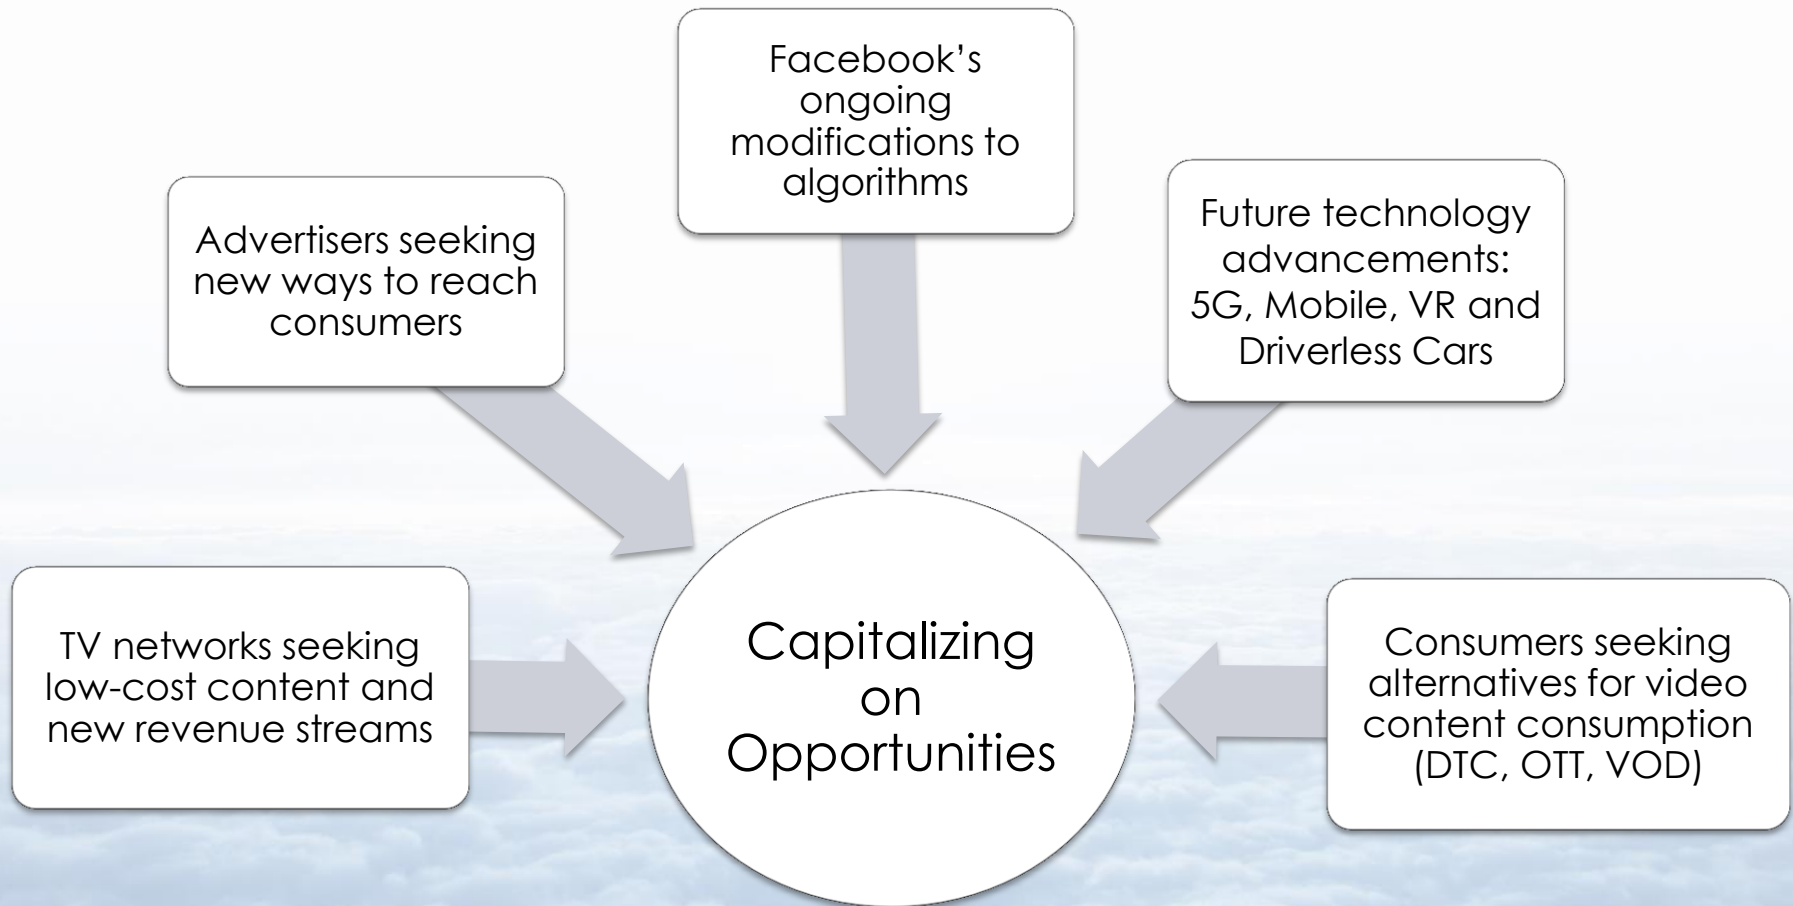 Facebook’s
ongoing
modifications to
algorithms
Advertisers seeking
new ways to reach
consumers
Future technology
advancements:
5G, Mobile, VR and
Driverless Cars
TV networks seeking
low-cost content and
new revenue streams
Capitalizing
on
Opportunities
Consumers seeking
alternatives for video
content consumption
(DTC, OTT, VOD)